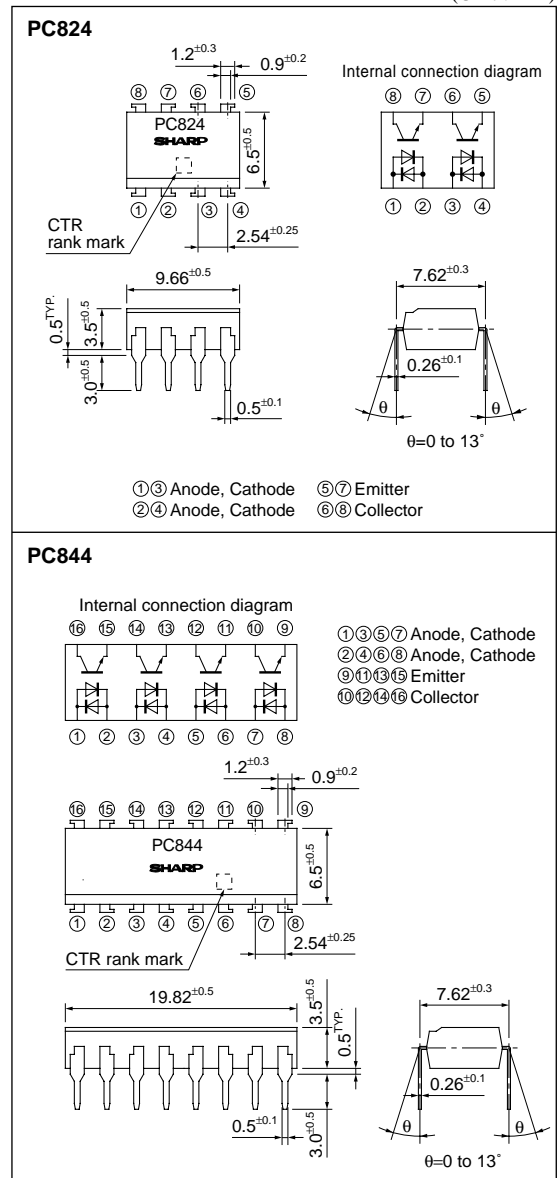 PC824
1.2±0.3
0.9±0.2
Internal connection diagram
⑧ ⑦ ⑥ ⑤
⑧ ⑦ ⑥ ⑤
PC824
SHARP
6.5±0.5
① ② ③ ④
① ② ③ ④
CTR
rank mark
2.54±0.25
9.66±0.5
7.62±0.3
0.5TYP.
3.5±0.5
3.0±0.5
0.5±0.1
0.26±0.1
θ θ
θ=0 to 13˚
①③ Anode, Cathode ⑤⑦ Emitter
②④ Anode, Cathode ⑥⑧ Collector
PC844
Internal connection diagram
⑯ ⑮ ⑭ ⑬ ⑫ ⑪ ⑩ ⑨
①③⑤⑦ Anode, Cathode
②④⑥⑧ Anode, Cathode
⑨⑪⑬⑮ Emitter
⑩⑫⑭⑯ Collector
① ② ③ ④ ⑤ ⑥ ⑦ ⑧
1.2±0.3
0.9±0.2
⑯ ⑮ ⑭ ⑬ ⑫ ⑪ ⑩ ⑨
PC844
SHARP
6.5±0.5
① ② ③ ④ ⑤ ⑥ ⑦ ⑧
2.54±0.25
CTR rank mark
19.82±0.5
3.5±0.5
0.5TYP.
7.62±0.3
0.5±0.1
3.0±0.5
0.26±0.1
θ θ
θ=0 to 13˚